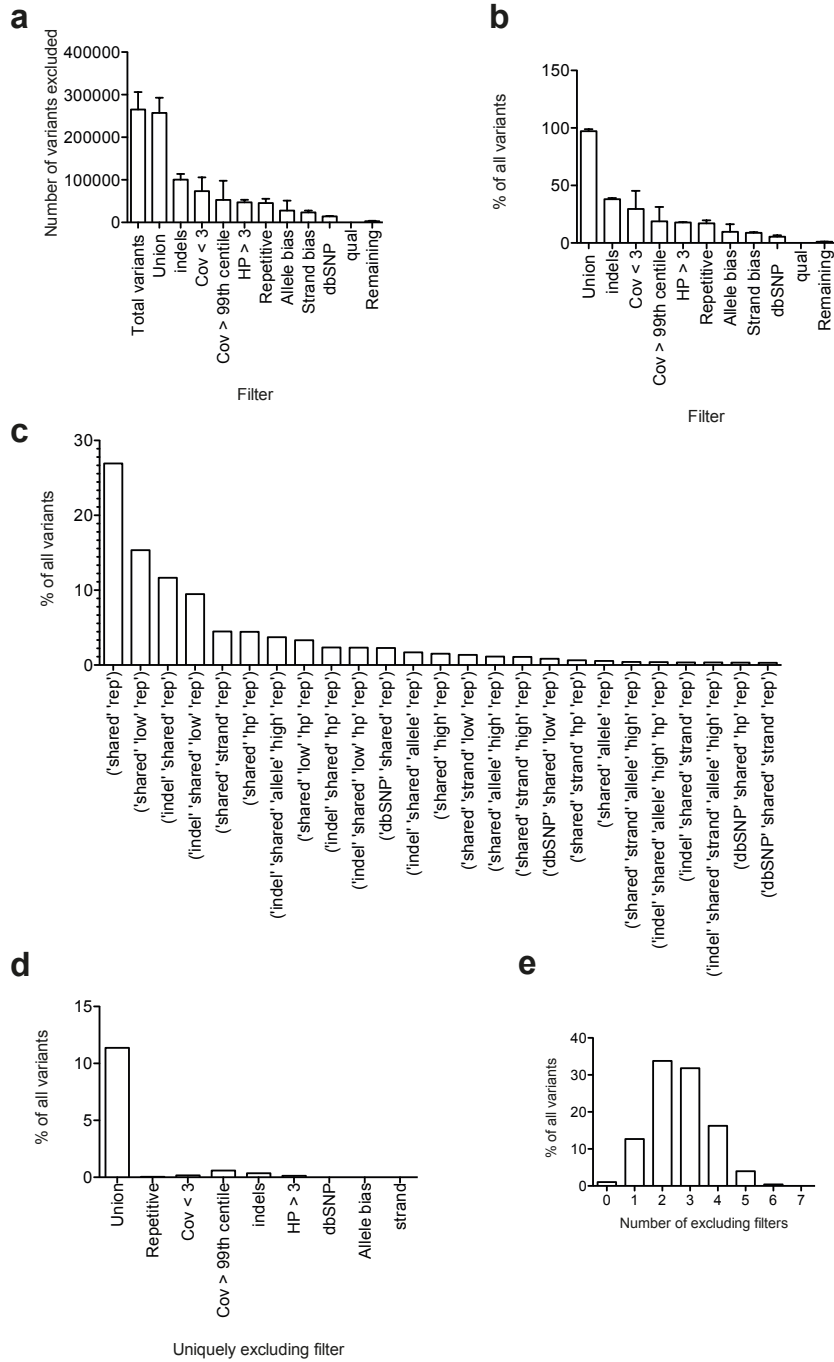 a
Number of variants excluded
400000
300000
200000
100000
0
Total variants
Union
indels
Cov < 3
Cov > 99th centile
HP > 3
Repetitive
Allele bias
Strand bias
dbSNP
qual
Remaining
Filter
b
% of all variants
150
100
50
0
Union
indels
Cov < 3
Cov > 99th centile
HP > 3
Repetitive
Allele bias
Strand bias
dbSNP
qual
Remaining
Filter
c
% of all variants
30
20
10
0
('shared' 'rep')
('shared' 'low' 'rep')
('indel' 'shared' 'rep')
('indel' 'shared' 'low' 'rep')
('shared' 'strand' 'rep')
('shared' 'hp' 'rep')
('indel' 'shared' 'allele' 'high' 'rep')
('shared' 'low' 'hp' 'rep')
('indel' 'shared' 'hp' 'rep')
('indel' 'shared' 'low' 'hp' 'rep')
('dbSNP' 'shared' 'rep')
('indel' 'shared' 'allele' 'rep')
('shared' 'high' 'rep')
('shared' 'strand' 'low' 'rep')
('shared' 'allele' 'high' 'rep')
('shared' 'strand' 'high' 'rep')
('dbSNP' 'shared' 'low' 'rep')
('shared' 'strand' 'hp' 'rep')
('shared' 'allele' 'rep')
('shared' 'strand' 'allele' 'high' 'rep')
('indel' 'shared' 'allele' 'high' 'hp' 'rep')
('indel' 'shared' 'strand' 'rep')
('indel' 'shared' 'strand' 'allele' 'high' 'rep')
('dbSNP' 'shared' 'hp' 'rep')
('dbSNP' 'shared' 'strand' 'rep')
d
% of all variants
15
10
5
0
Union
Repetitive
Cov < 3
Cov > 99th centile
indels
HP > 3
dbSNP
Allele bias
strand
Uniquely excluding filter
e
% of all variants
40
30
20
10
0
0 1 2 3 4 5 6 7
Number of excluding filters